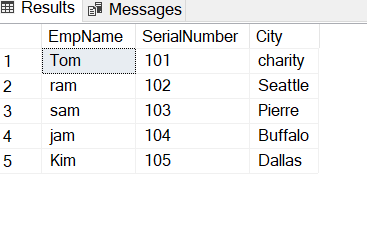 Results Messages
EmpName SerialNumber City
1 Tom 101 charity
2 ram 102 Seattle
3 sam 103 Pierre
4 jam 104 Buffalo
5 Kim 105 Dallas